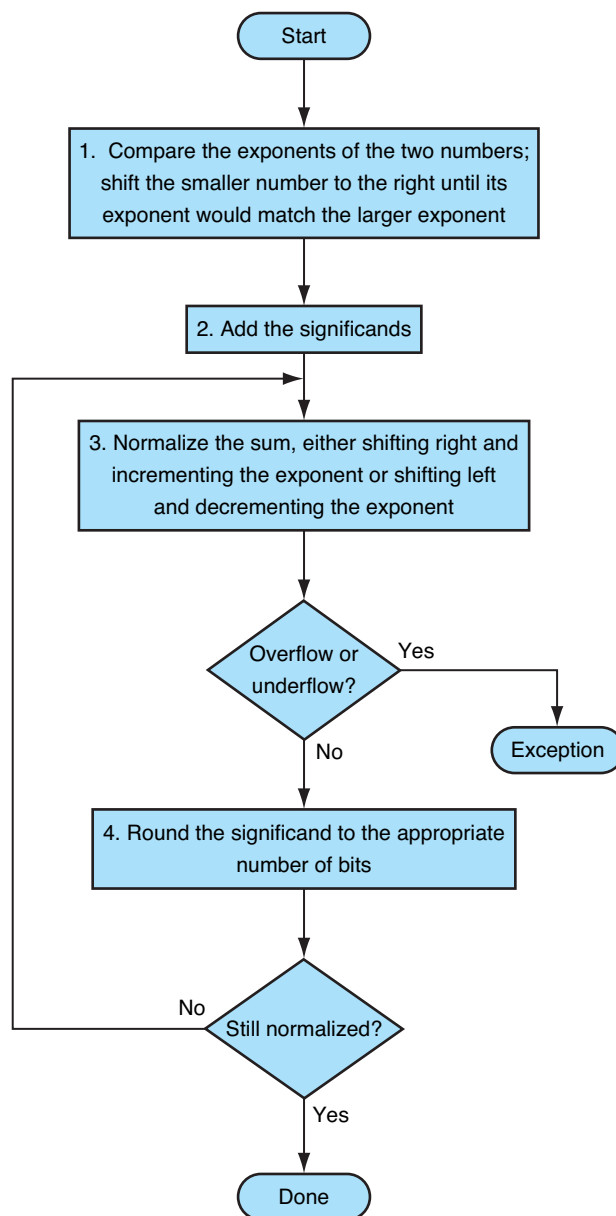 Start
1. Compare the exponents of the two numbers;
shift the smaller number to the right until its
exponent would match the larger exponent
2. Add the significands
3. Normalize the sum, either shifting right and
incrementing the exponent or shifting left
and decrementing the exponent
Overflow or
underflow?
Yes
No
Exception
4. Round the significand to the appropriate
number of bits
No
Still normalized?
Yes
Done